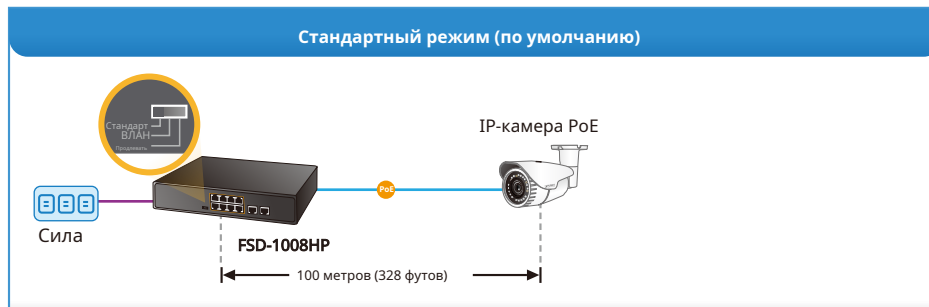 Стандартный режим (по умолчанию)
Стандарт
ВЛАН
Продлевать
IP-камера PoE
PoE
Сила
FSD-1008HP
100 метров (328 футов)